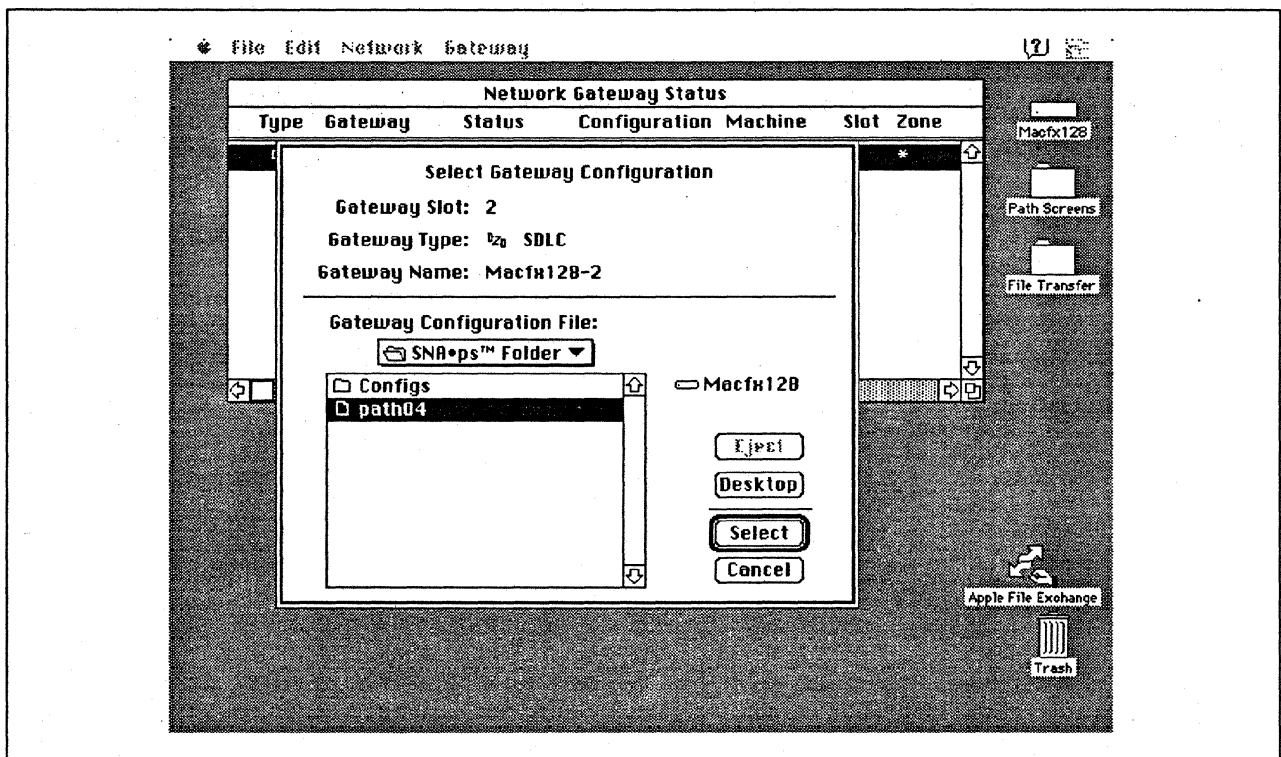 File Edit Network Gateway
Network Gateway Status
Type Gateway Status Configuration Machine Slot Zone
*
Select Gateway Configuration
Gateway Slot: 2
Gateway Type: SDLC
Gateway Name: Macfx128-2
Gateway Configuration File:
SNA•ps™ Folder
Configs
path04
Macfx128
Eject
Desktop
Select
Cancel
Macfx128
Path Screens
File Transfer
Apple File Exchange
Trash